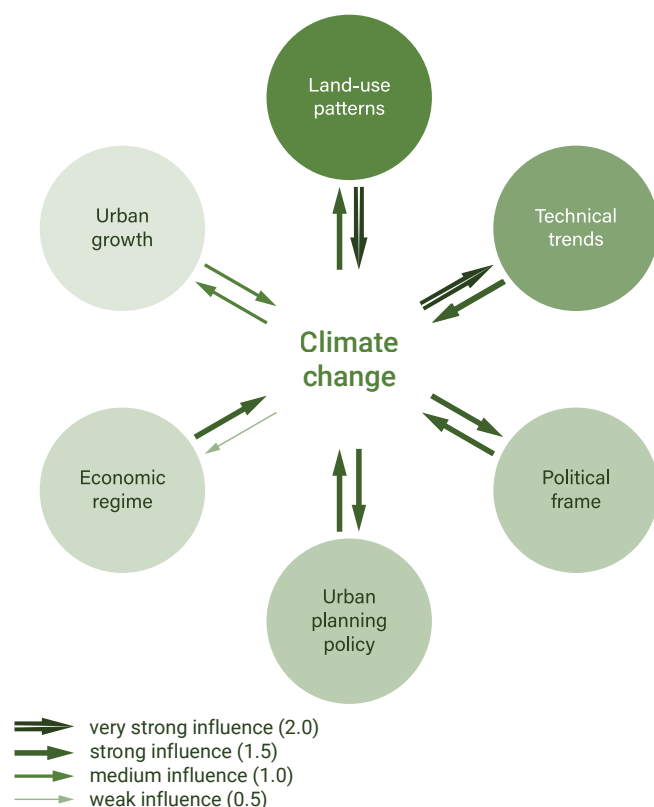 Land-use
patterns
Urban
growth
Technical
trends
Climate
change
Economic
regime
Political
frame
Urban
planning
policy
very strong influence (2.0)
strong influence (1.5)
medium influence (1.0)
weak influence (0.5)